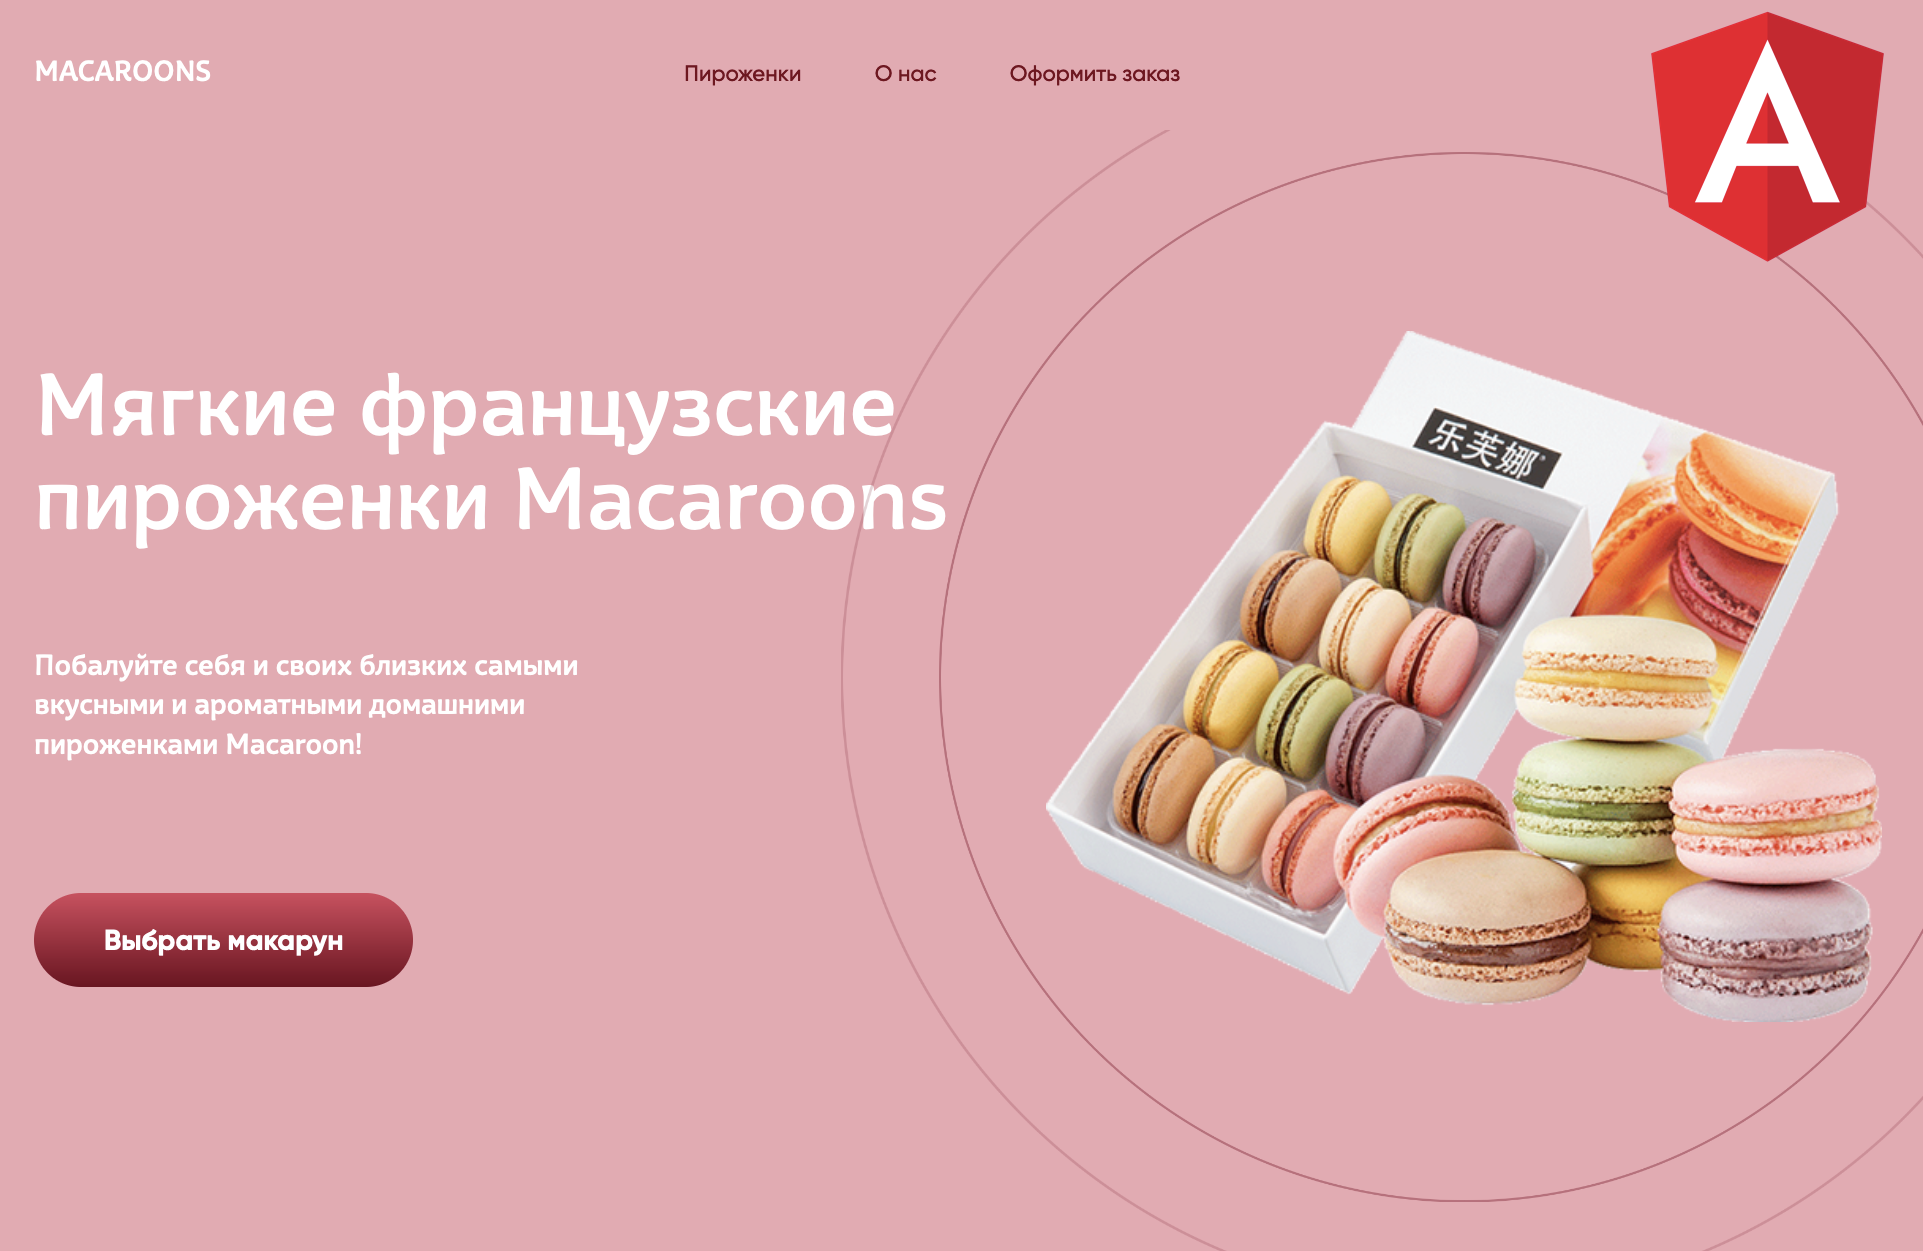 MACAROONS
Пироженки
О нас
Оформить заказ
A
Мягкие французские
пироженки Macaroons
乐芙娜
Побалуйте себя и своих близких самыми
вкусными и ароматными домашними
пироженками Macaroon!
Выбрать макарун